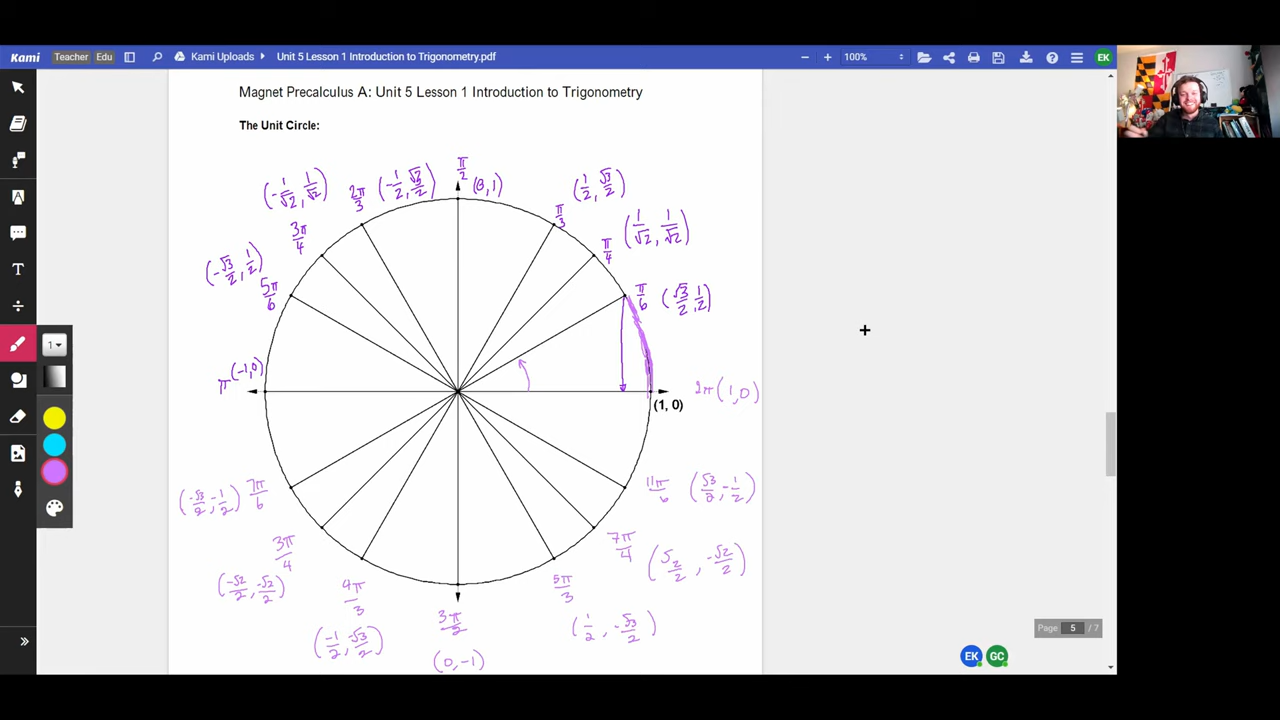 Kami Teacher Edu Kami Uploads Unit 5 Lesson 1 Introduction to Trigonometry.pdf 100% EK
Magnet Precalculus A: Unit 5 Lesson 1 Introduction to Trigonometry
The Unit Circle:
π/2 (0,1)
2π/3 (-1/2, √3/2)
π/3 (1/2, √3/2)
3π/4 (-1/√2, 1/√2)
π/4 (1/√2, 1/√2)
5π/6 (-√3/2, 1/2)
π/6 (√3/2, 1/2)
π (-1,0)
2π (1,0)
(1, 0)
7π/6 (-√3/2, -1/2)
11π/6 (√3/2, -1/2)
3π/4 (-√2/2, -√2/2)
7π/4
4π/3 (-1/2, -√3/2)
5π/3 (1/2, -√3/2)
3π/2
(0,-1)
1
Page 5 / 7
EK GC